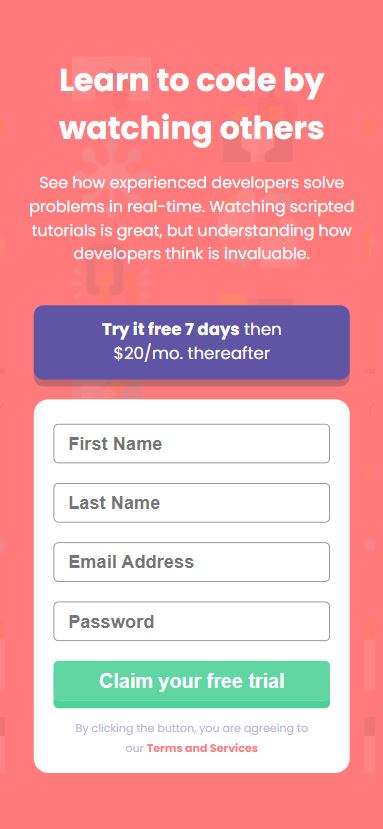 Learn to code by
watching others
See how experienced developers solve
problems in real-time. Watching scripted
tutorials is great, but understanding how
developers think is invaluable.
Try it free 7 days then
$20/mo. thereafter
First Name
Last Name
Email Address
Password
Claim your free trial
By clicking the button, you are agreeing to
our Terms and Services